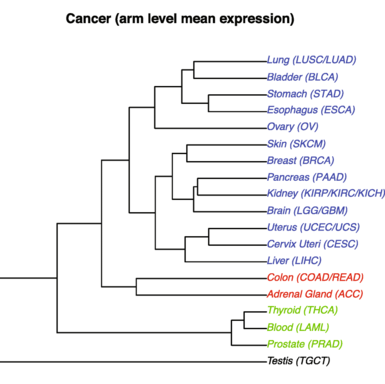 Cancer (arm level mean expression)
Lung (LUSC/LUAD)
Bladder (BLCA)
Stomach (STAD)
Esophagus (ESCA)
Ovary (OV)
Skin (SKCM)
Breast (BRCA)
Pancreas (PAAD)
Kidney (KIRP/KIRC/KICH)
Brain (LGG/GBM)
Uterus (UCEC/UCS)
Cervix Uteri (CESC)
Liver (LIHC)
Colon (COAD/READ)
Adrenal Gland (ACC)
Thyroid (THCA)
Blood (LAML)
Prostate (PRAD)
Testis (TGCT)